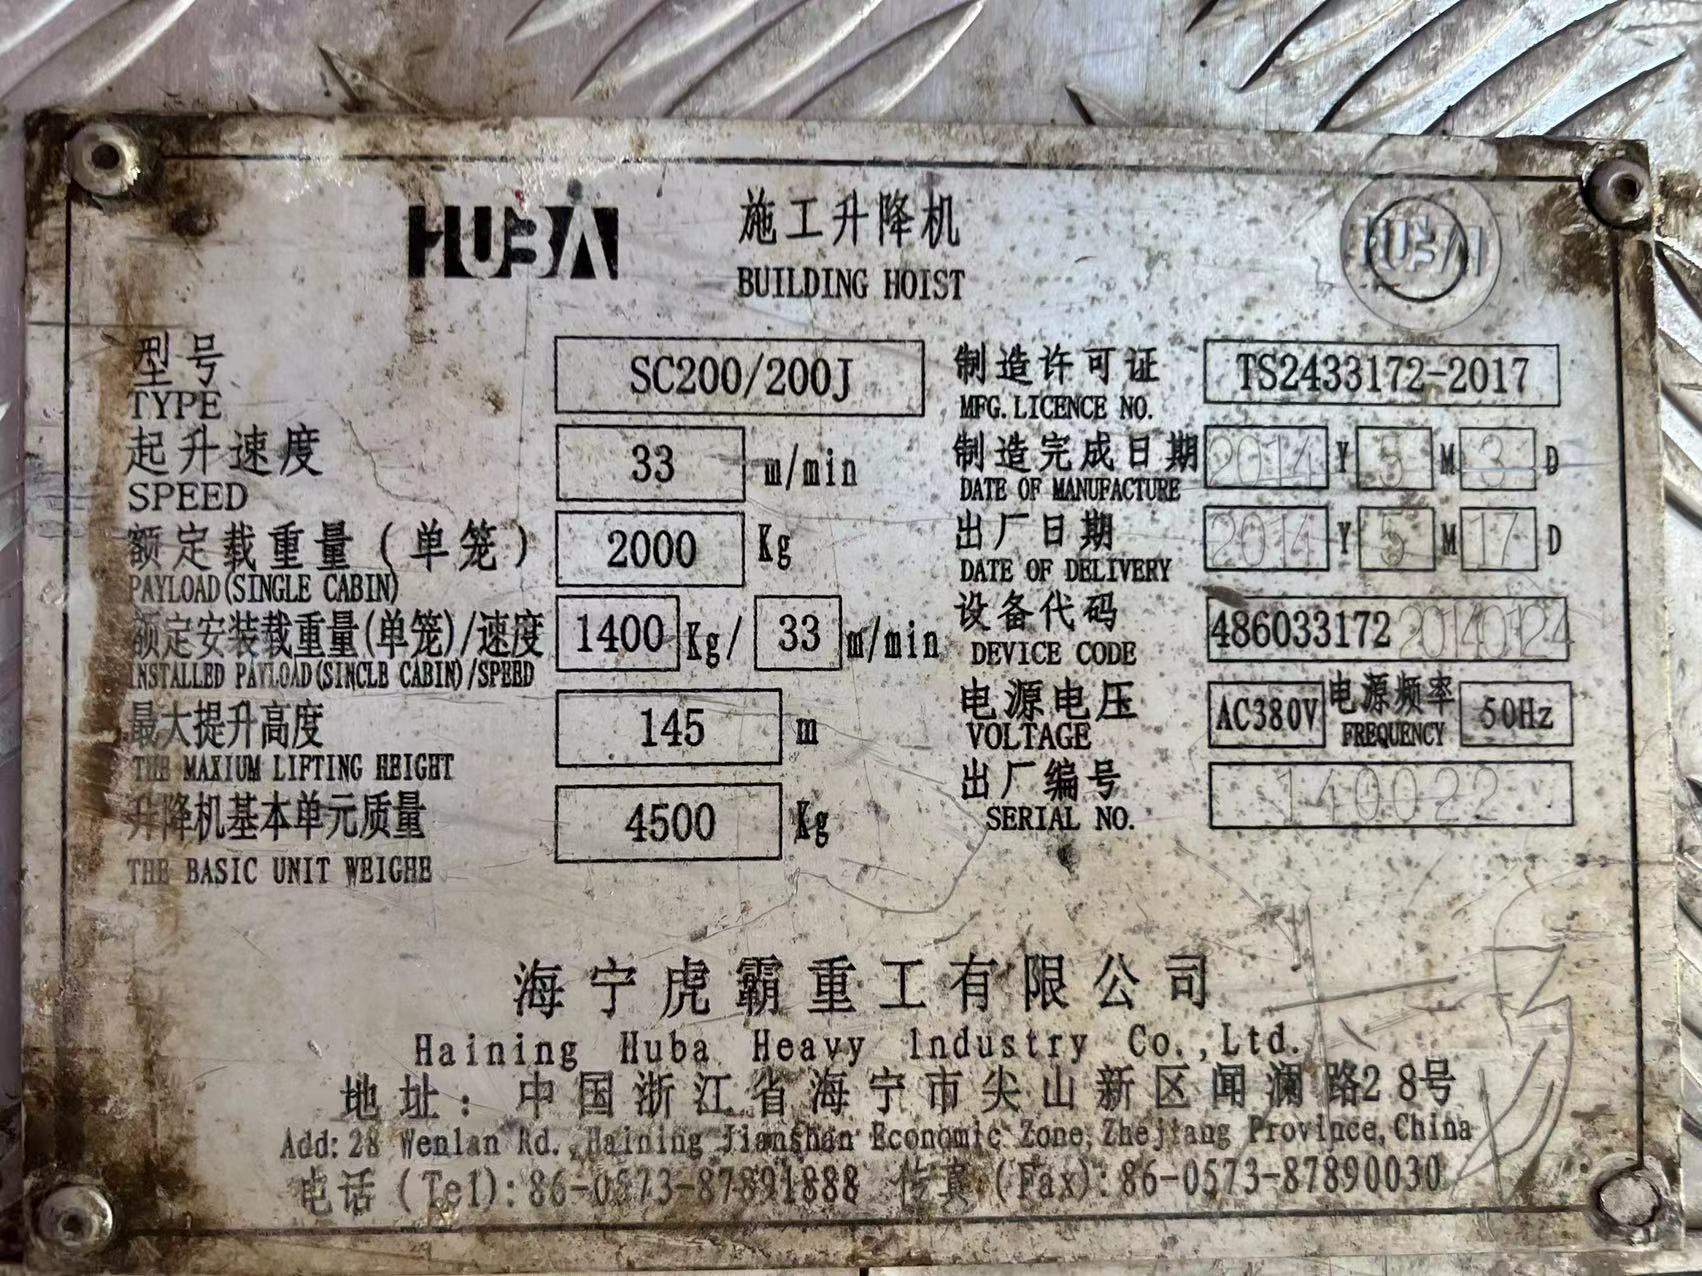 HUBA
施工升降机
BUILDING HOIST
HUBA
型号 SC200/200J
TYPE
起升速度 33 m/min
SPEED
额定载重量(单笼) 2000 Kg
PAYLOAD(SINGLE CABIN)
额定安装载重量(单笼)/速度 1400 Kg/ 33 m/min
INSTALLED PAYLOAD(SINCLE CABIN)/SPEED
最大提升高度 145 m
THE MAXIUM LIFTING HEIGHT
升降机基本单元质量 4500 Kg
THE BASIC UNIT WEIGHE
制造许可证 TS2433172-2017
MFG.LICENCE NO.
制造完成日期 2014 Y 5 M 3 D
DATE OF MANUFACTURE
出厂日期 2014 Y 5 M 17 D
DATE OF DELIVERY
设备代码 48603317220140124
DEVICE CODE
电源电压 AC380V 电源频率 50Hz
VOLTAGE FREQUENCY
出厂编号 140022
SERIAL NO.
海宁虎霸重工有限公司
Haining Huba Heavy Industry Co.,Ltd.
地址：中国浙江省海宁市尖山新区闻澜路28号
Add:28 Wenlan Rd.,Haining Jianshan Economic Zone,Zhejiang Province,China
电话(Tel):86-0573-87891888 传真(Fax):86-0573-87890030